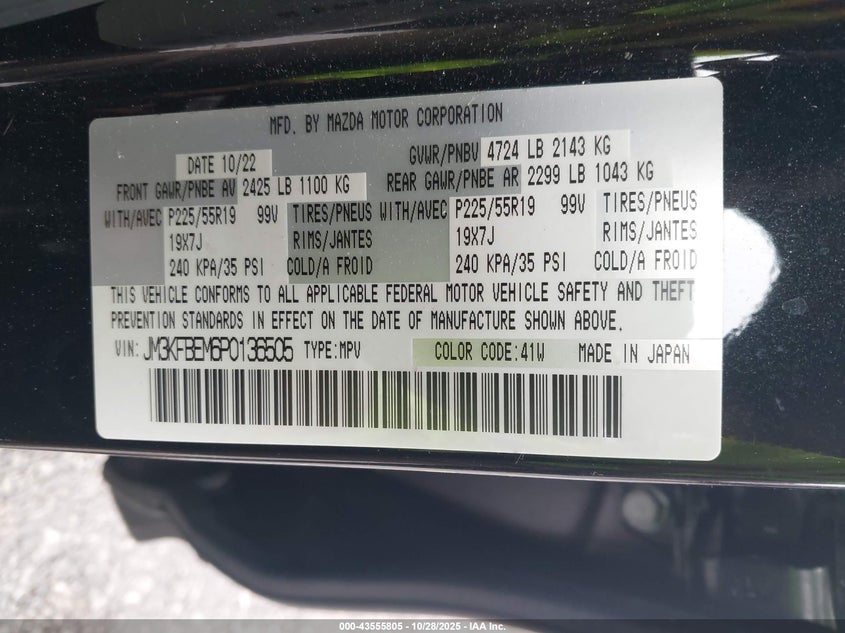 MFD. BY MAZDA MOTOR CORPORATION
DATE 10/22 GVWR/PNBV 4724 LB 2143 KG
FRONT GAWR/PNBE AV 2425 LB 1100 KG REAR GAWR/PNBE AR 2299 LB 1043 KG
WITH/AVEC P225/55R19 99V TIRES/PNEUS WITH/AVEC P225/55R19 99V TIRES/PNEUS
19X7J RIMS/JANTES 19X7J RIMS/JANTES
240 KPA/35 PSI COLD/A FROID 240 KPA/35 PSI COLD/A FROID
THIS VEHICLE CONFORMS TO ALL APPLICABLE FEDERAL MOTOR VEHICLE SAFETY AND THEFT
PREVENTION STANDARDS IN EFFECT ON THE DATE OF MANUFACTURE SHOWN ABOVE.
VIN: JM3KFBEM6P0136505 TYPE:MPV COLOR CODE:41W MADE IN JAPAN
000-43555805 - 10/28/2025 - IAA Inc.